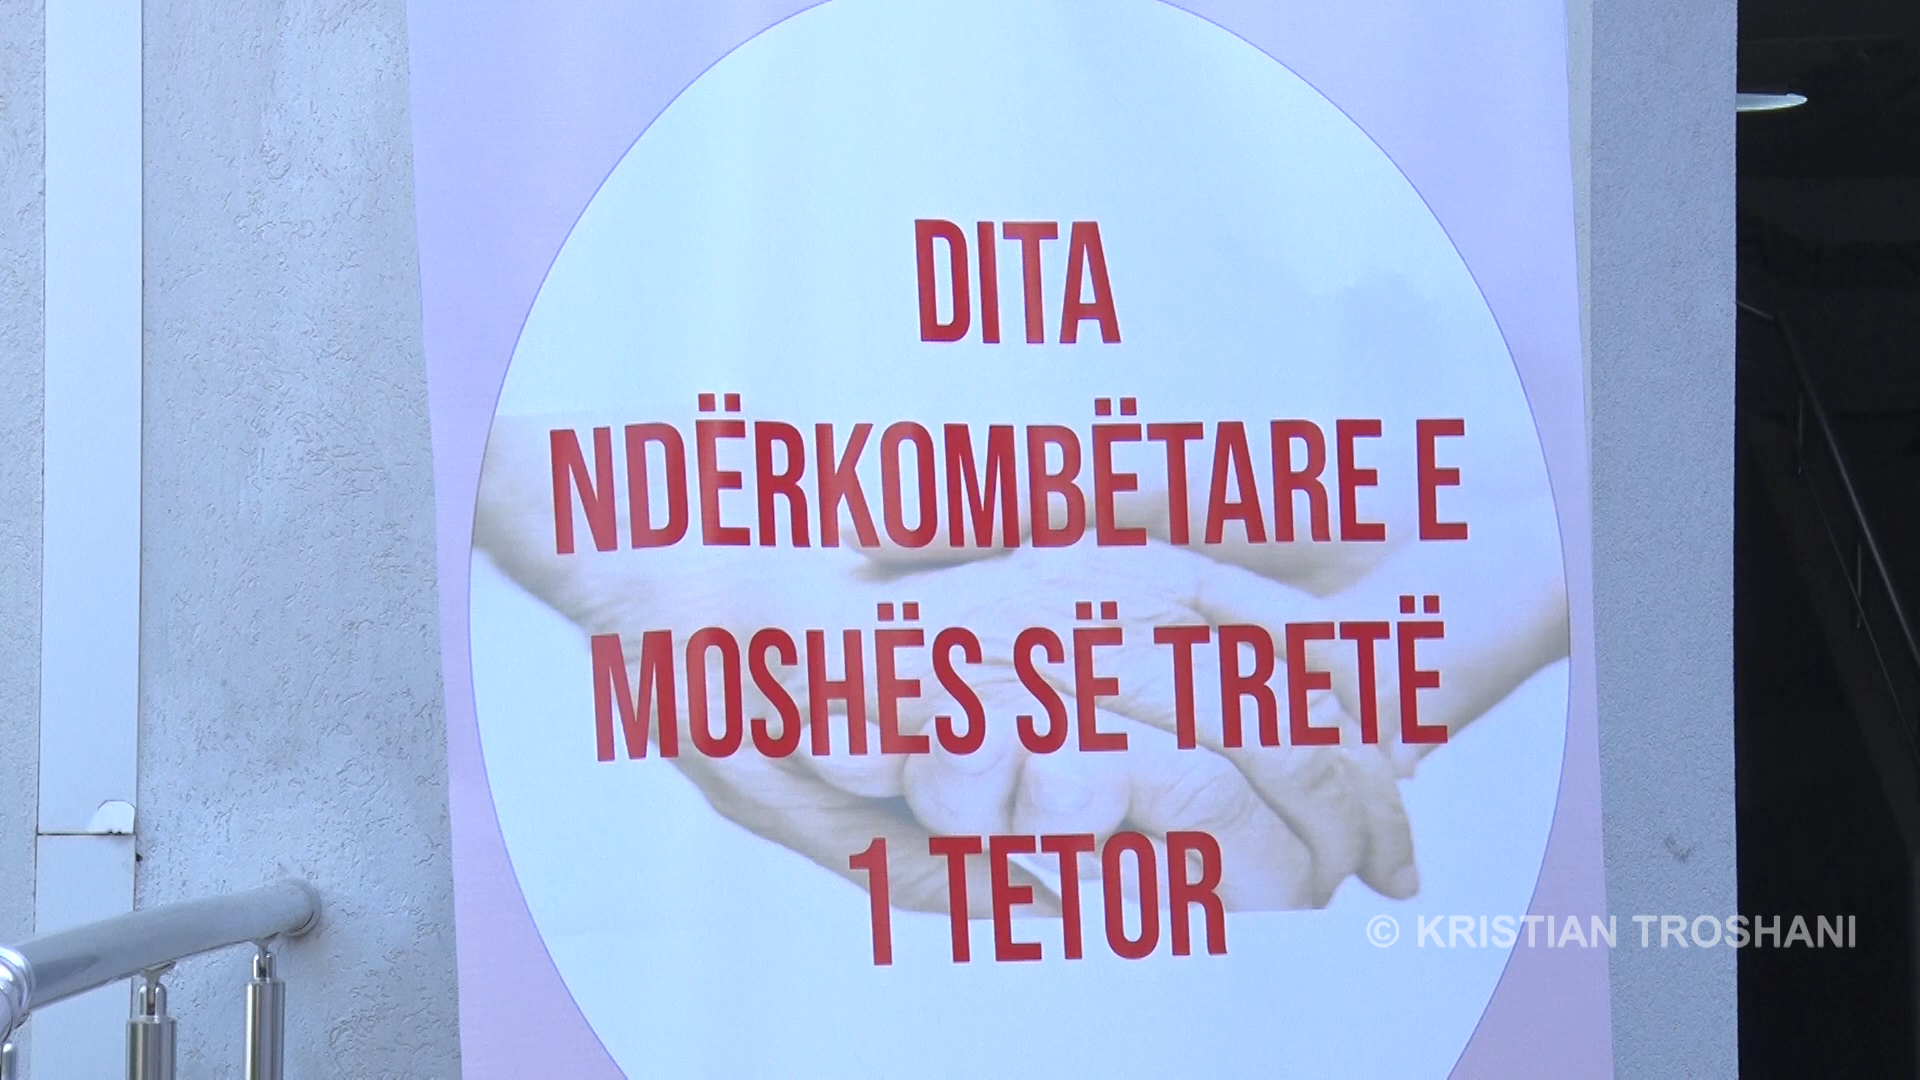 DITA
NDËRKOMBËTARE E
MOSHËS SË TRETË
1 TETOR
© KRISTIAN TROSHANI